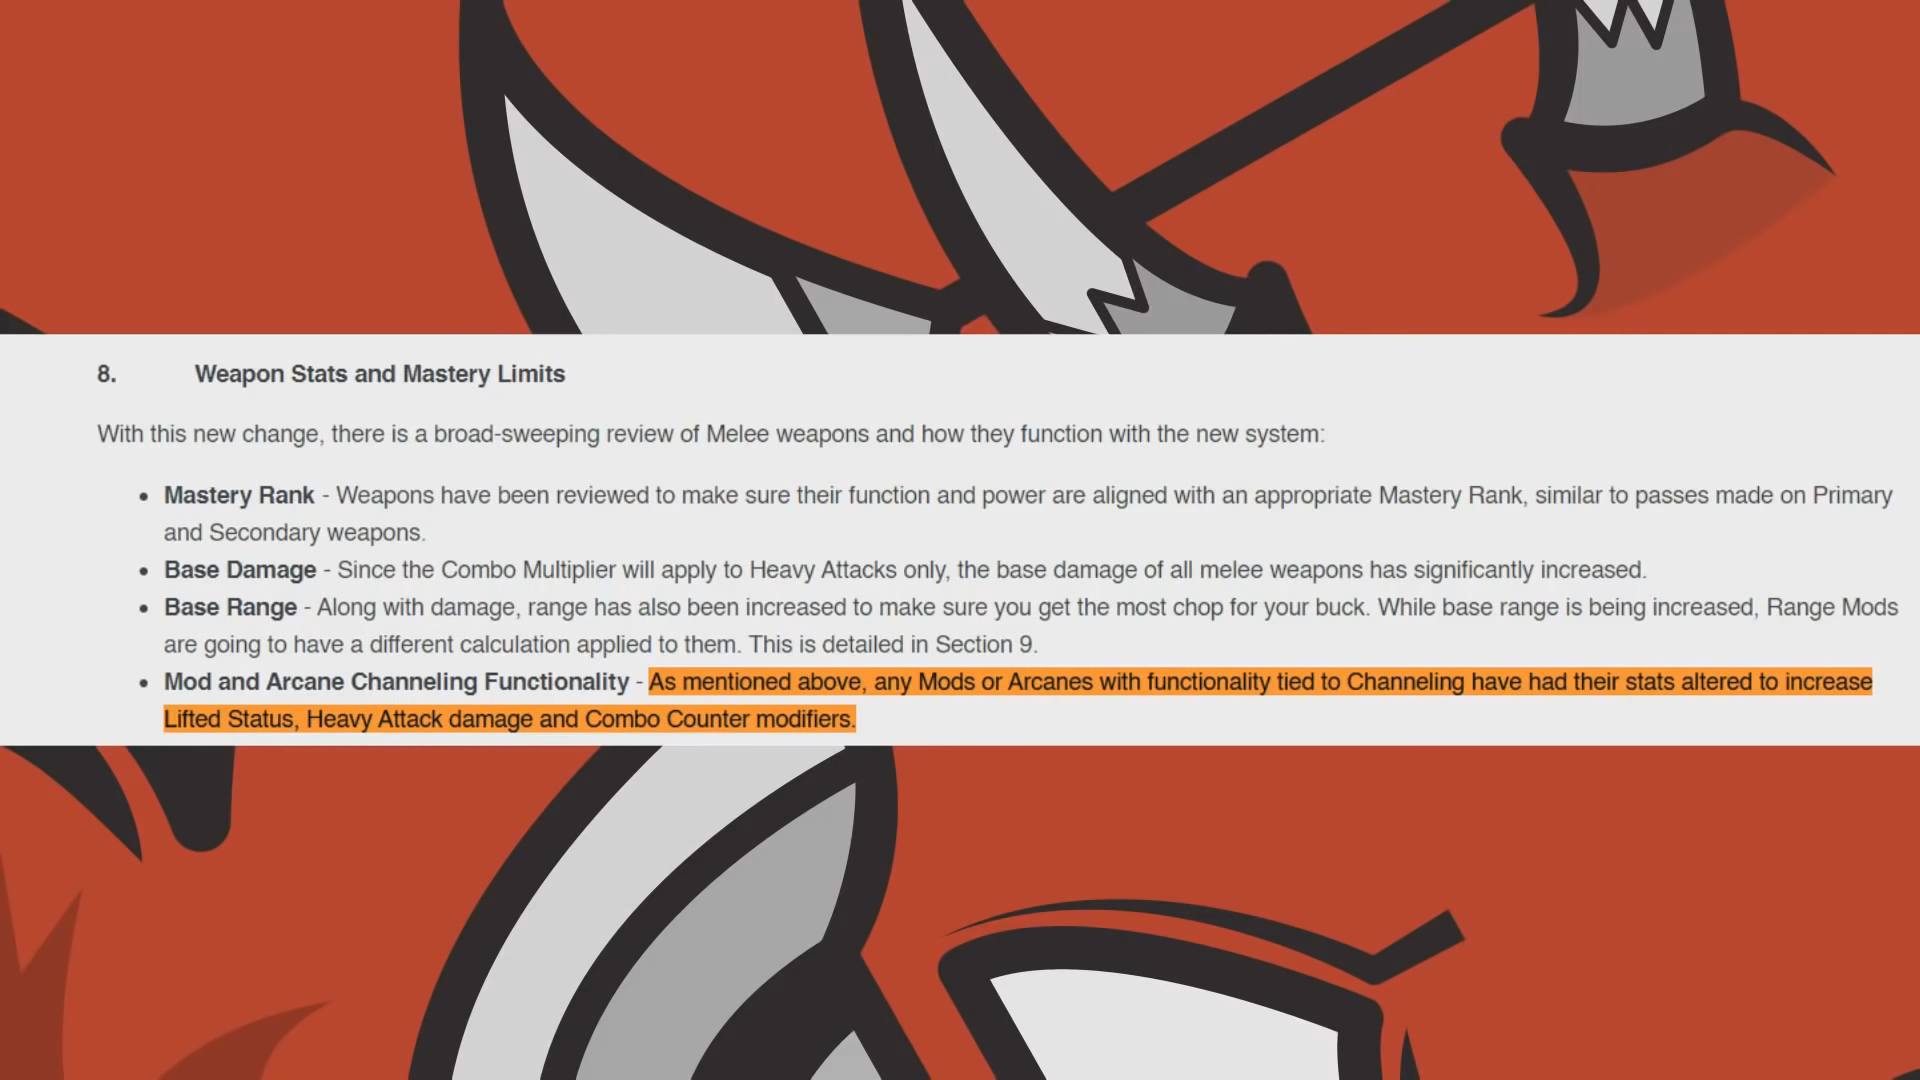 8. Weapon Stats and Mastery Limits
With this new change, there is a broad-sweeping review of Melee weapons and how they function with the new system:
• Mastery Rank - Weapons have been reviewed to make sure their function and power are aligned with an appropriate Mastery Rank, similar to passes made on Primary
and Secondary weapons.
• Base Damage - Since the Combo Multiplier will apply to Heavy Attacks only, the base damage of all melee weapons has significantly increased.
• Base Range - Along with damage, range has also been increased to make sure you get the most chop for your buck. While base range is being increased, Range Mods
are going to have a different calculation applied to them. This is detailed in Section 9.
• Mod and Arcane Channeling Functionality - As mentioned above, any Mods or Arcanes with functionality tied to Channeling have had their stats altered to increase
Lifted Status, Heavy Attack damage and Combo Counter modifiers.